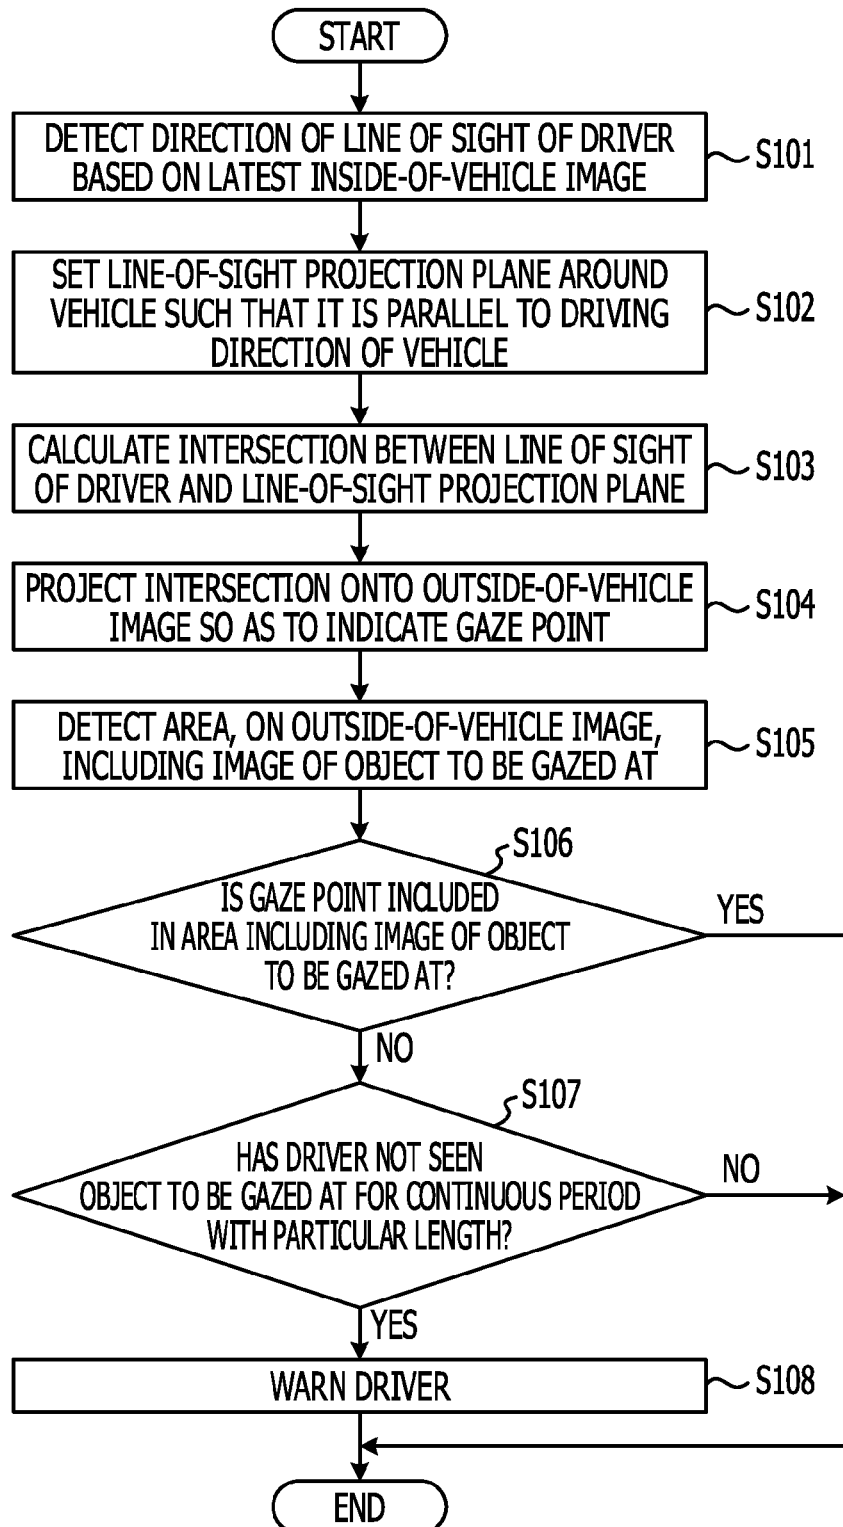 START
DETECT DIRECTION OF LINE OF SIGHT OF DRIVER
BASED ON LATEST INSIDE-OF-VEHICLE IMAGE
S101
SET LINE-OF-SIGHT PROJECTION PLANE AROUND
VEHICLE SUCH THAT IT IS PARALLEL TO DRIVING
DIRECTION OF VEHICLE
S102
CALCULATE INTERSECTION BETWEEN LINE OF SIGHT
OF DRIVER AND LINE-OF-SIGHT PROJECTION PLANE
S103
PROJECT INTERSECTION ONTO OUTSIDE-OF-VEHICLE
IMAGE SO AS TO INDICATE GAZE POINT
S104
DETECT AREA, ON OUTSIDE-OF-VEHICLE IMAGE,
INCLUDING IMAGE OF OBJECT TO BE GAZED AT
S105
S106
IS GAZE POINT INCLUDED
IN AREA INCLUDING IMAGE OF OBJECT
TO BE GAZED AT?
YES
NO
S107
HAS DRIVER NOT SEEN
OBJECT TO BE GAZED AT FOR CONTINUOUS PERIOD
WITH PARTICULAR LENGTH?
NO
YES
WARN DRIVER
S108
END